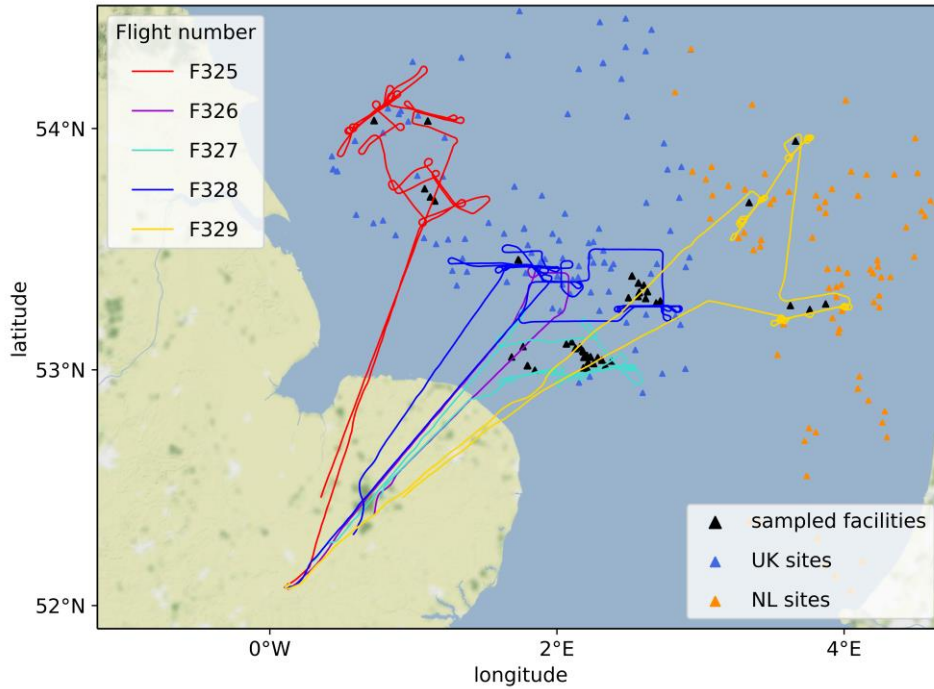 Flight number
F325
F326
F327
F328
F329
54°N
53°N
52°N
latitude
sampled facilities
UK sites
NL sites
0°W
2°E
4°E
longitude